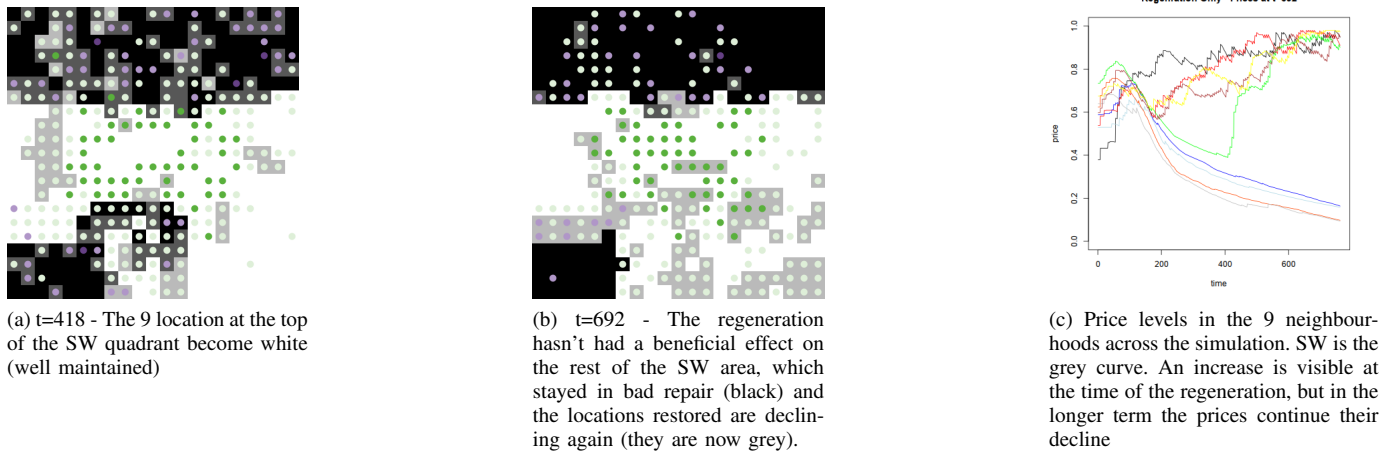 (a) t=418 - The 9 location at the top
of the SW quadrant become white
(well maintained)
(b) t=692 - The regeneration
hasn't had a beneficial effect on
the rest of the SW area, which
stayed in bad repair (black) and
the locations restored are declin-
ing again (they are now grey).
price
1.0
0.8
0.6
0.4
0.2
0.0
0
200
400
600
time
(c) Price levels in the 9 neighbour-
hoods across the simulation. SW is the
grey curve. An increase is visible at
the time of the regeneration, but in the
longer term the prices continue their
decline